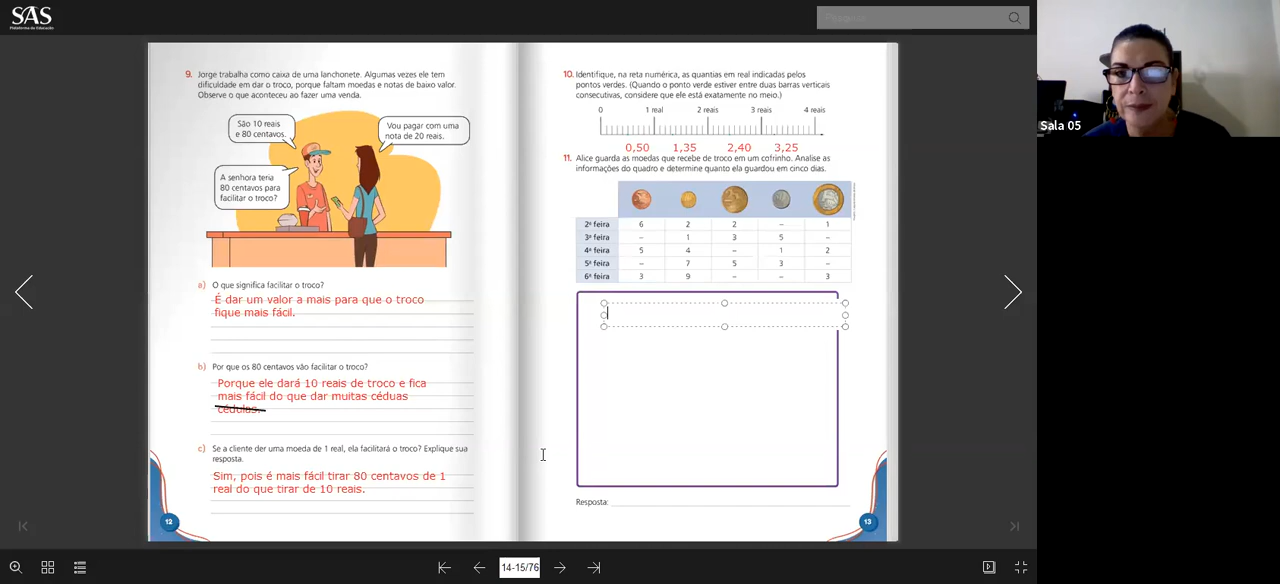 SAS
Plataforma de Educação
Sala 05
9. Jorge trabalha como caixa de uma lanchonete. Algumas vezes ele tem
dificuldade em dar o troco, porque faltam moedas e notas de baixo valor.
Observe o que aconteceu ao fazer uma venda.
São 10 reais
e 80 centavos.
Vou pagar com uma
nota de 20 reais.
A senhora teria
80 centavos para
facilitar o troco?
a) O que significa facilitar o troco?
É dar um valor a mais para que o troco
fique mais fácil.
b) Por que os 80 centavos vão facilitar o troco?
Porque ele dará 10 reais de troco e fica
mais fácil do que dar muitas céduas
cédulas.
c) Se a cliente der uma moeda de 1 real, ela facilitará o troco? Explique sua
resposta.
Sim, pois é mais fácil tirar 80 centavos de 1
real do que tirar de 10 reais.
12
10. Identifique, na reta numérica, as quantias em real indicadas pelos
pontos verdes. (Quando o ponto verde estiver entre duas barras verticais
consecutivas, considere que ele está exatamente no meio.)
0 1 real 2 reais 3 reais 4 reais
0,50 1,35 2,40 3,25
11. Alice guarda as moedas que recebe de troco em um cofrinho. Analise as
informações do quadro e determine quanto ela guardou em cinco dias.
2ª feira 6 2 2 – 1
3ª feira – 1 3 5 –
4ª feira 5 4 – 1 2
5ª feira – 7 5 3 –
6ª feira 3 9 – – 3
Resposta:
13
14-15/76